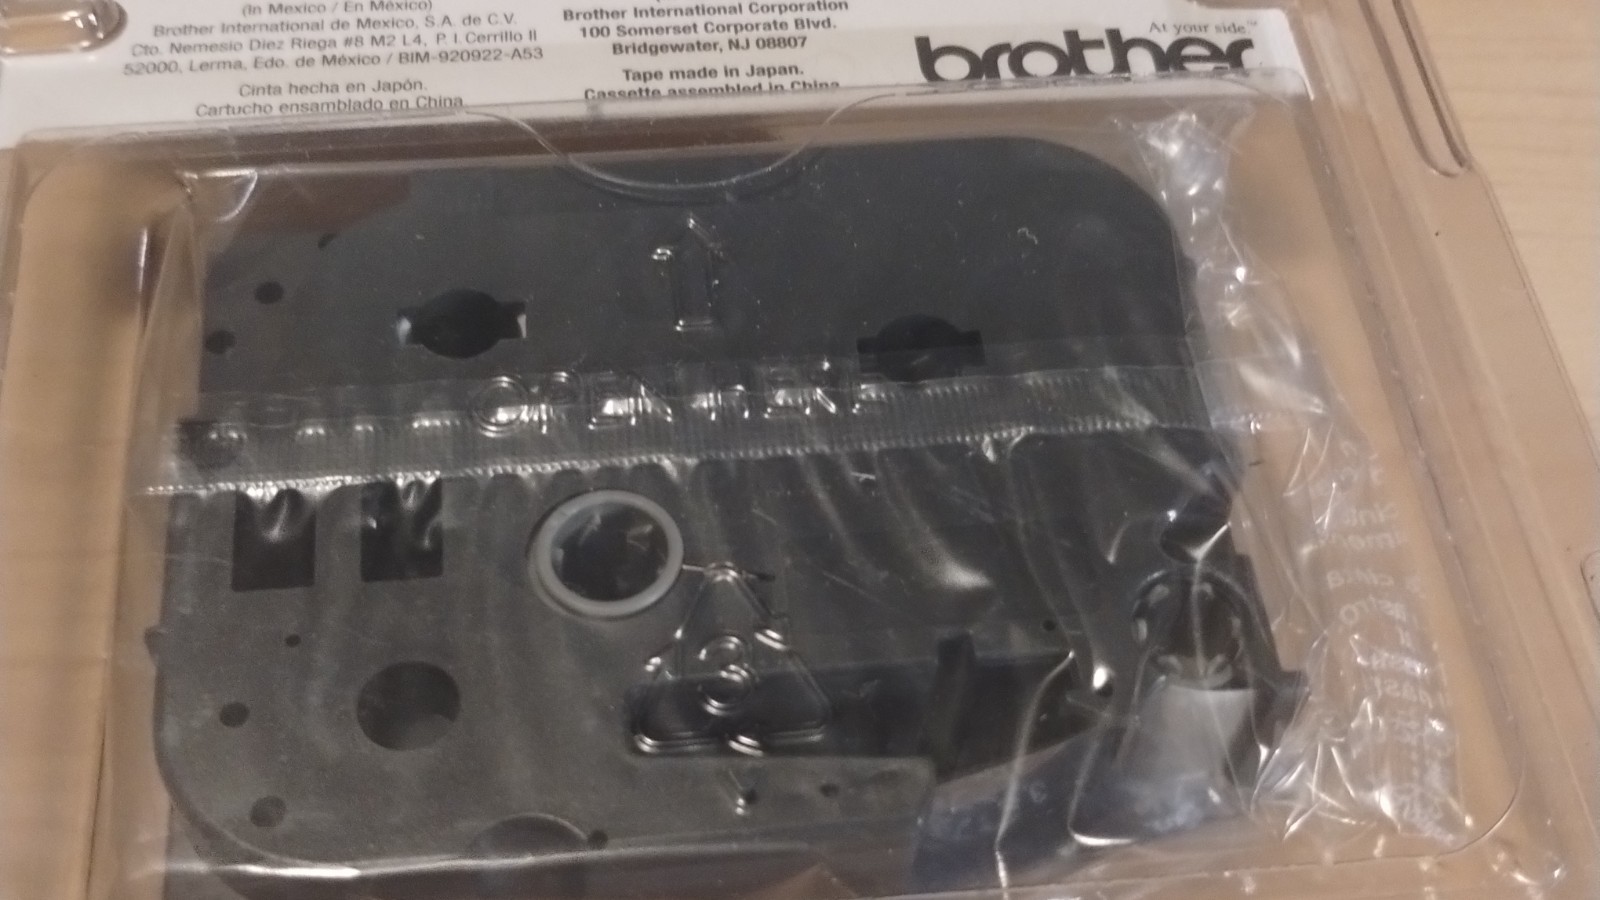 (In Mexico / En México)
Brother International de Mexico, S.A. de C.V.
Cto. Nemesio Diez Riega #8 M2 L4, P. I. Cerrillo II
52000, Lerma, Edo. de México / BIM-920922-A53
Cinta hecha en Japón.
Cartucho ensamblado en China
Brother International Corporation
100 Somerset Corporate Blvd.
Bridgewater, NJ 08807
Tape made in Japan.
Cassette assembled in China
At your side.™
brother
OPEN HERE
3
V